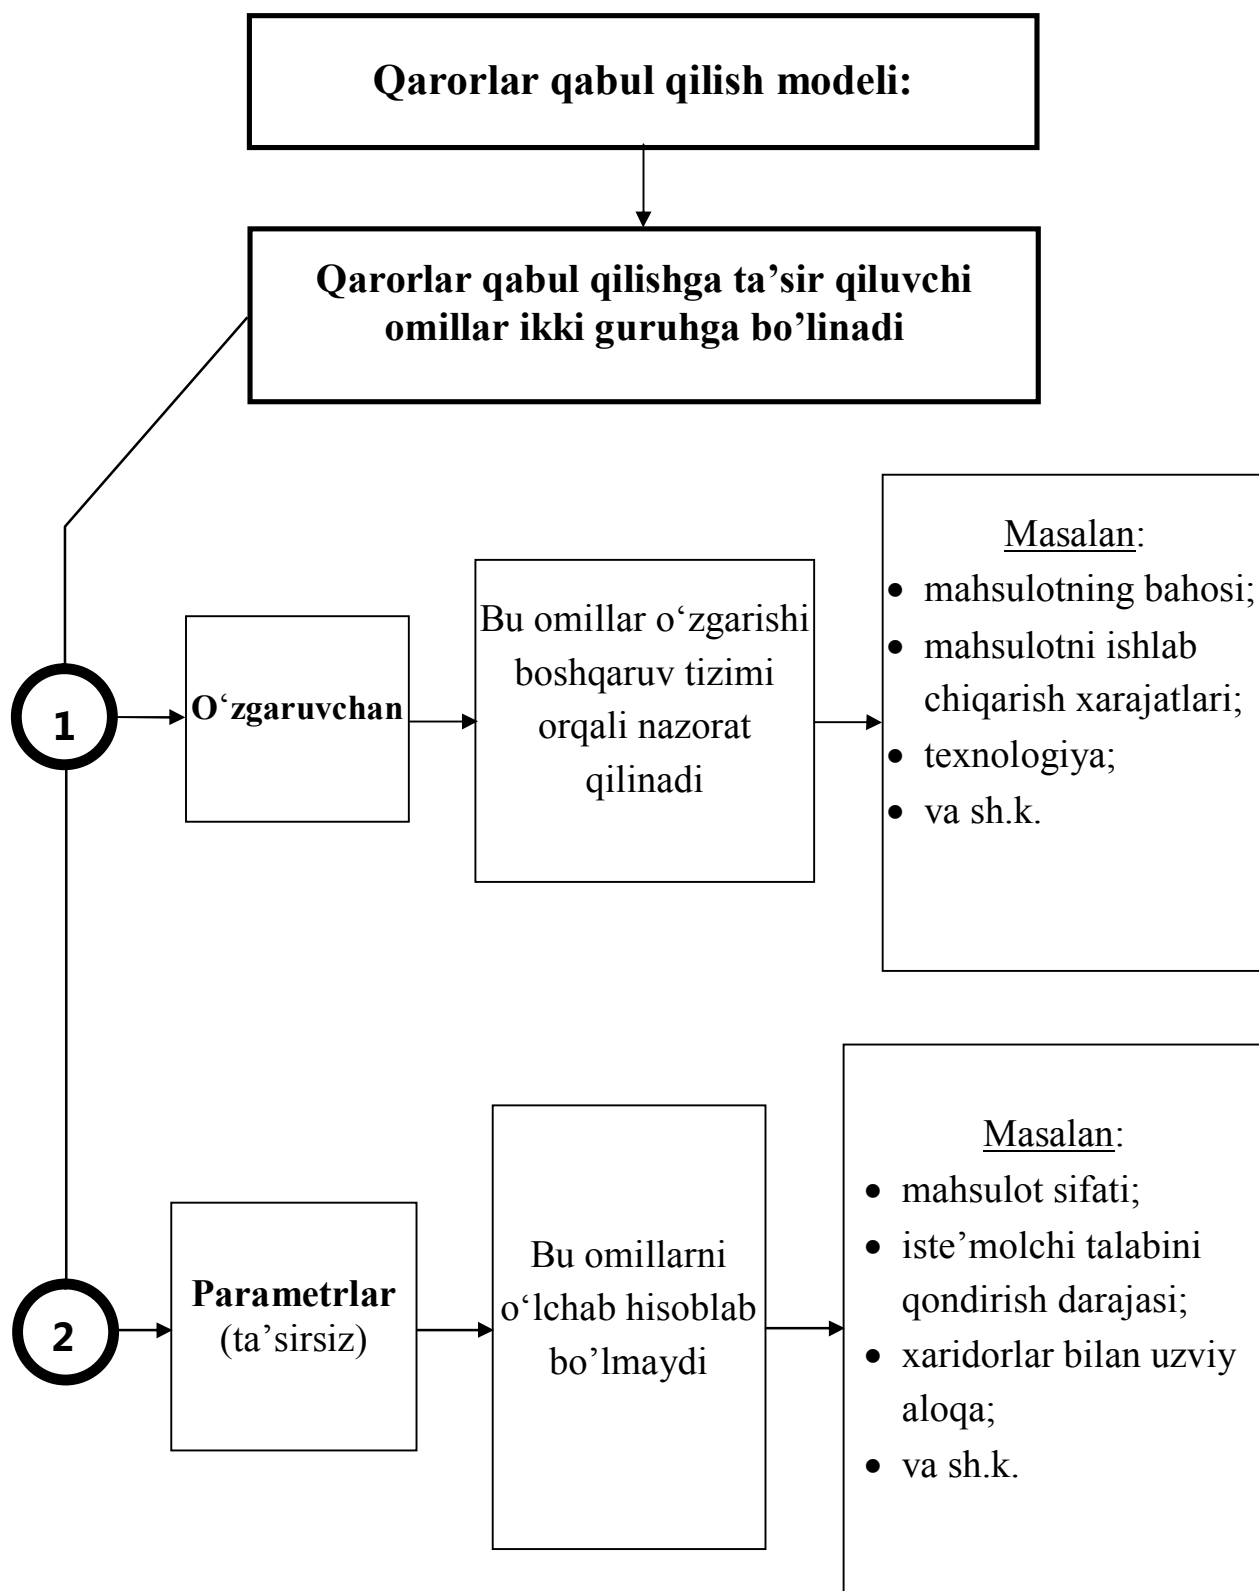 Qarorlar qabul qilish modeli:
Qarorlar qabul qilishga ta’sir qiluvchi
omillar ikki guruhga bo’linadi
1
O‘zgaruvchan
Bu omillar o‘zgarishi
boshqaruv tizimi
orqali nazorat
qilinadi
Masalan:
• mahsulotning bahosi;
• mahsulotni ishlab
chiqarish xarajatlari;
• texnologiya;
• va sh.k.
2
Parametrlar
(ta’sirsiz)
Bu omillarni
o‘lchab hisoblab
bo’lmaydi
Masalan:
• mahsulot sifati;
• iste’molchi talabini
qondirish darajasi;
• xaridorlar bilan uzviy
aloqa;
• va sh.k.